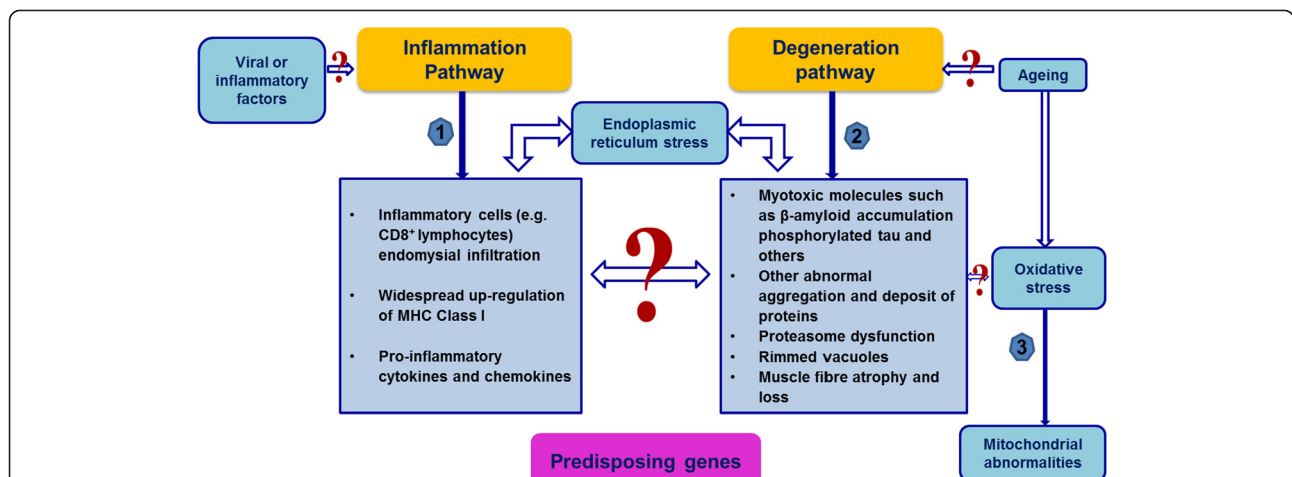 Viral or
inflammatory
factors
?
Inflammation
Pathway
Degeneration
pathway
?
Ageing
1
Endoplasmic
reticulum stress
2
• Inflammatory cells (e.g.
CD8⁺ lymphocytes)
endomysial infiltration
• Widespread up-regulation
of MHC Class I
• Pro-inflammatory
cytokines and chemokines
?
• Myotoxic molecules such
as β-amyloid accumulation
phosphorylated tau and
others
• Other abnormal
aggregation and deposit of
proteins
• Proteasome dysfunction
• Rimmed vacuoles
• Muscle fibre atrophy and
loss
?
Oxidative
stress
3
Mitochondrial
abnormalities
Predisposing genes